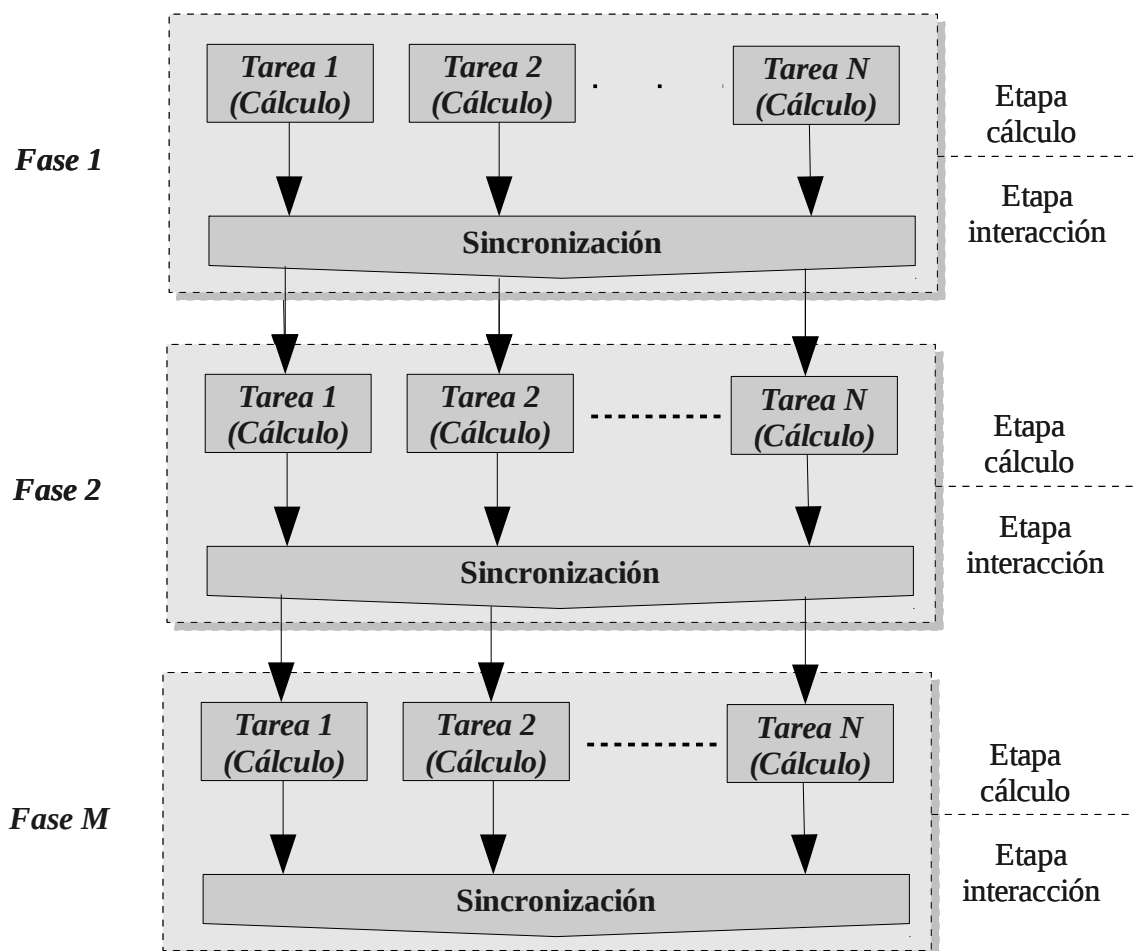 Tarea 1
(Cálculo)
Tarea 2
(Cálculo)
Tarea N
(Cálculo)
Etapa
cálculo
Fase 1
Etapa
interacción
Sincronización
Tarea 1
(Cálculo)
Tarea 2
(Cálculo)
Tarea N
(Cálculo)
Etapa
cálculo
Fase 2
Etapa
interacción
Sincronización
Tarea 1
(Cálculo)
Tarea 2
(Cálculo)
Tarea N
(Cálculo)
Etapa
cálculo
Fase M
Etapa
interacción
Sincronización